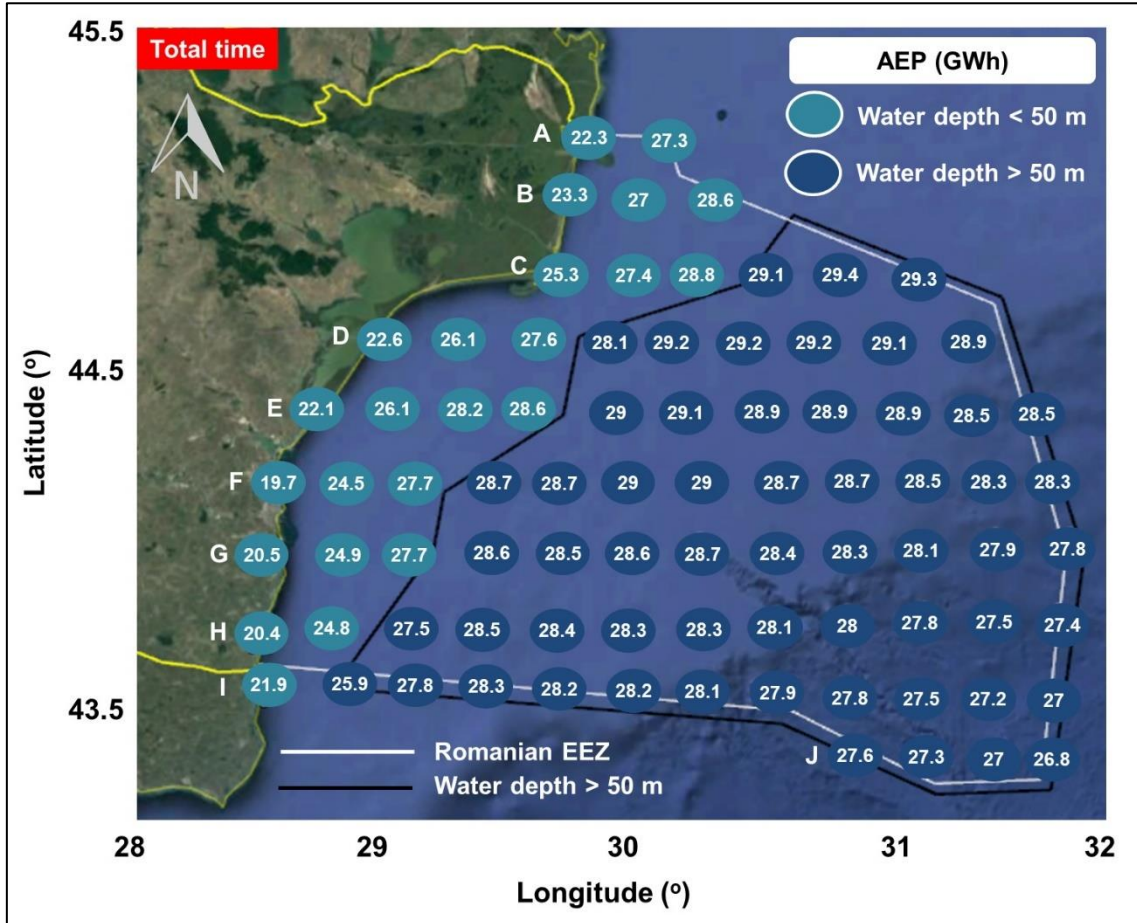 45.5
Total time
AEP (GWh)
Water depth < 50 m
Water depth > 50 m
N
A 22.3 27.3
B 23.3 27 28.6
C 25.3 27.4 28.8 29.1 29.4 29.3
D 22.6 26.1 27.6 28.1 29.2 29.2 29.2 29.1 28.9
44.5
E 22.1 26.1 28.2 28.6 29 29.1 28.9 28.9 28.9 28.5 28.5
Latitude (º)
F 19.7 24.5 27.7 28.7 28.7 29 29 28.7 28.7 28.5 28.3 28.3
G 20.5 24.9 27.7 28.6 28.5 28.6 28.7 28.4 28.3 28.1 27.9 27.8
H 20.4 24.8 27.5 28.5 28.4 28.3 28.3 28.1 28 27.8 27.5 27.4
I 21.9 25.9 27.8 28.3 28.2 28.2 28.1 27.9 27.8 27.5 27.2 27
43.5
Romanian EEZ
J 27.6 27.3 27 26.8
Water depth > 50 m
28 29 30 31 32
Longitude (º)